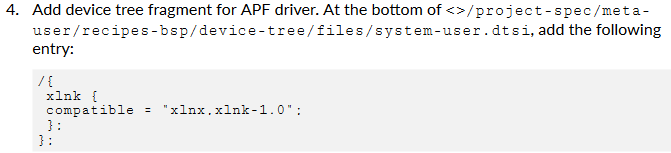 4. Add device tree fragment for APF driver. At the bottom of <>/project-spec/meta-
user/recipes-bsp/device-tree/files/system-user.dtsi, add the following
entry:
/{
xlnk {
compatible = "xlnx,xlnk-1.0";
};
};